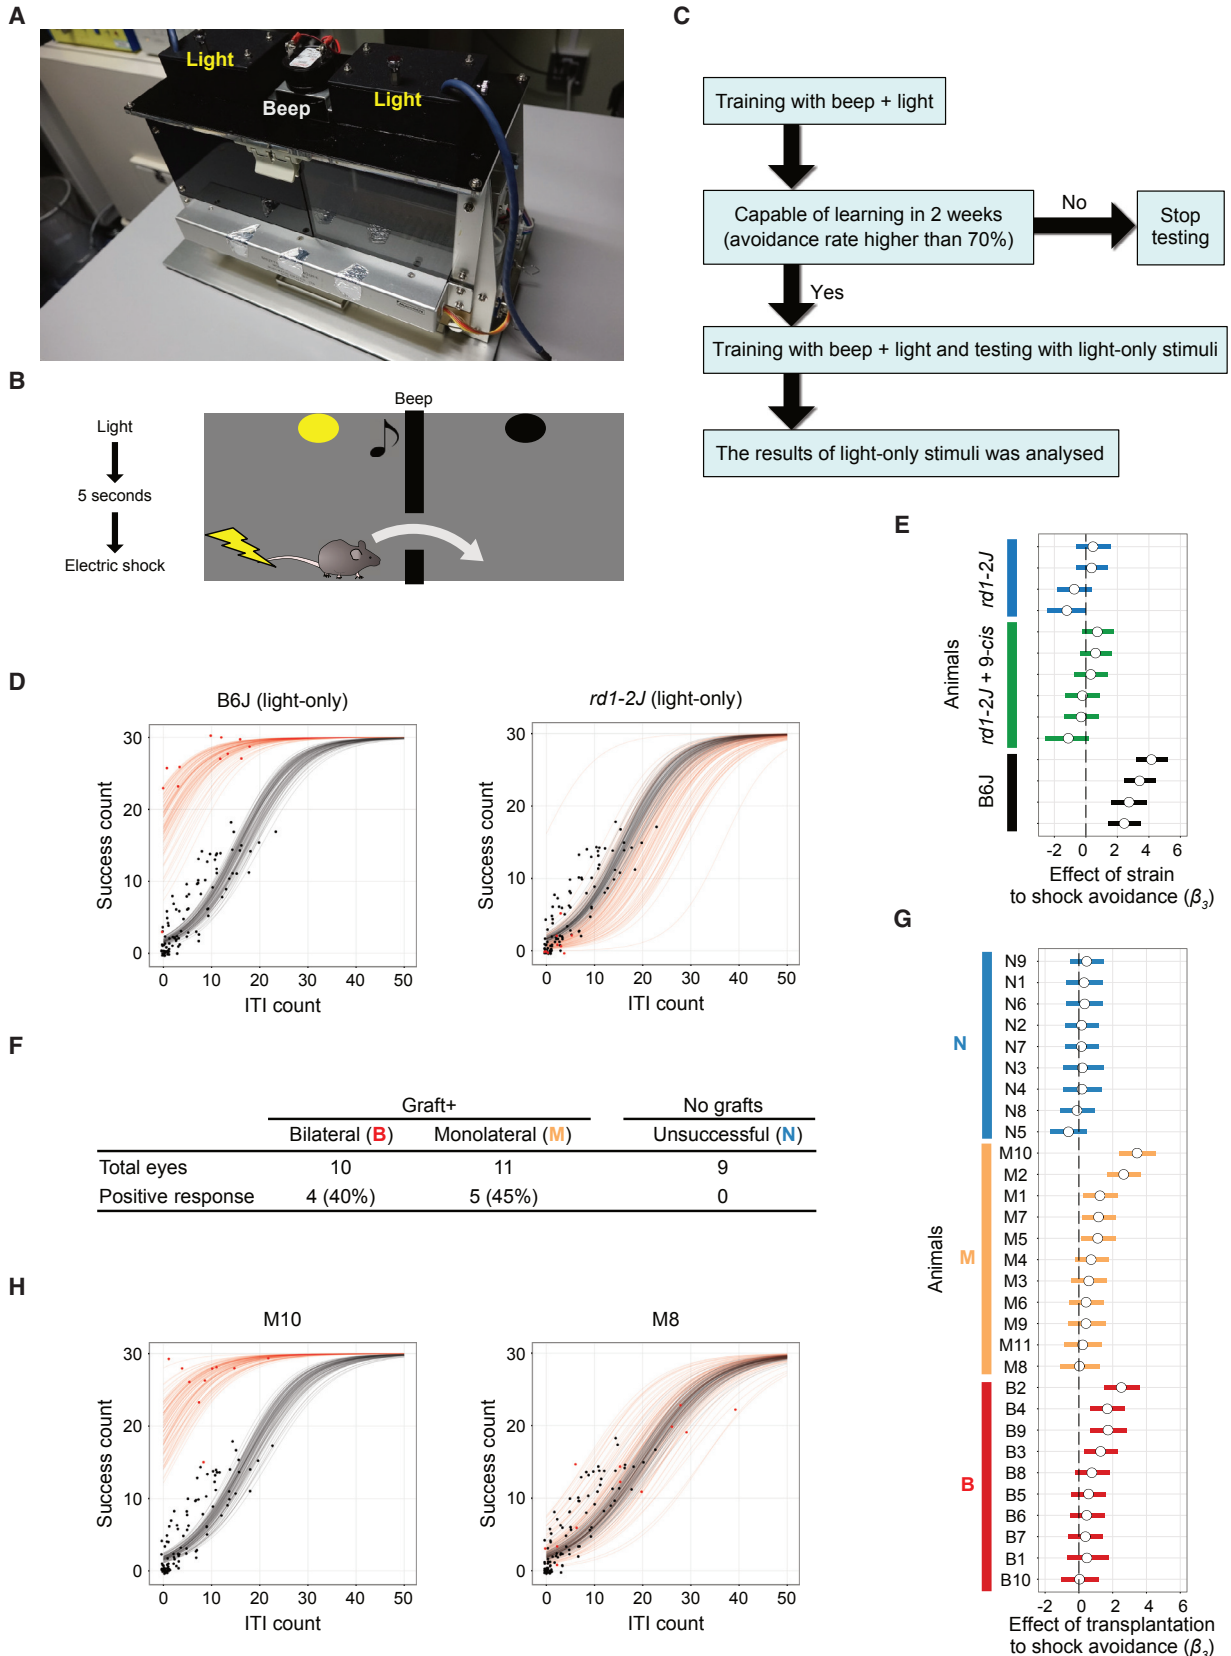 A
Light
Beep
Light
B
Light
5 seconds
Electric shock
Beep
C
Training with beep + light
Capable of learning in 2 weeks
(avoidance rate higher than 70%)
No
Stop
testing
Yes
Training with beep + light and testing with light-only stimuli
The results of light-only stimuli was analysed
D
B6J (light-only)
Success count
30
20
10
0
0 10 20 30 40 50
ITI count
rd1-2J (light-only)
Success count
30
20
10
0
0 10 20 30 40 50
ITI count
E
Animals
rd1-2J
rd1-2J + 9-cis
B6J
-2 0 2 4 6
Effect of strain
to shock avoidance (β3)
F
Graft+ No grafts
Bilateral (B) Monolateral (M) Unsuccessful (N)
Total eyes 10 11 9
Positive response 4 (40%) 5 (45%) 0
G
Animals
N
N9
N1
N6
N2
N7
N3
N4
N8
N5
M
M10
M2
M1
M7
M5
M4
M3
M6
M9
M11
M8
B
B2
B4
B9
B3
B8
B5
B6
B7
B1
B10
-2 0 2 4 6
Effect of transplantation
to shock avoidance (β3)
H
M10
Success count
30
20
10
0
0 10 20 30 40 50
ITI count
M8
Success count
30
20
10
0
0 10 20 30 40 50
ITI count